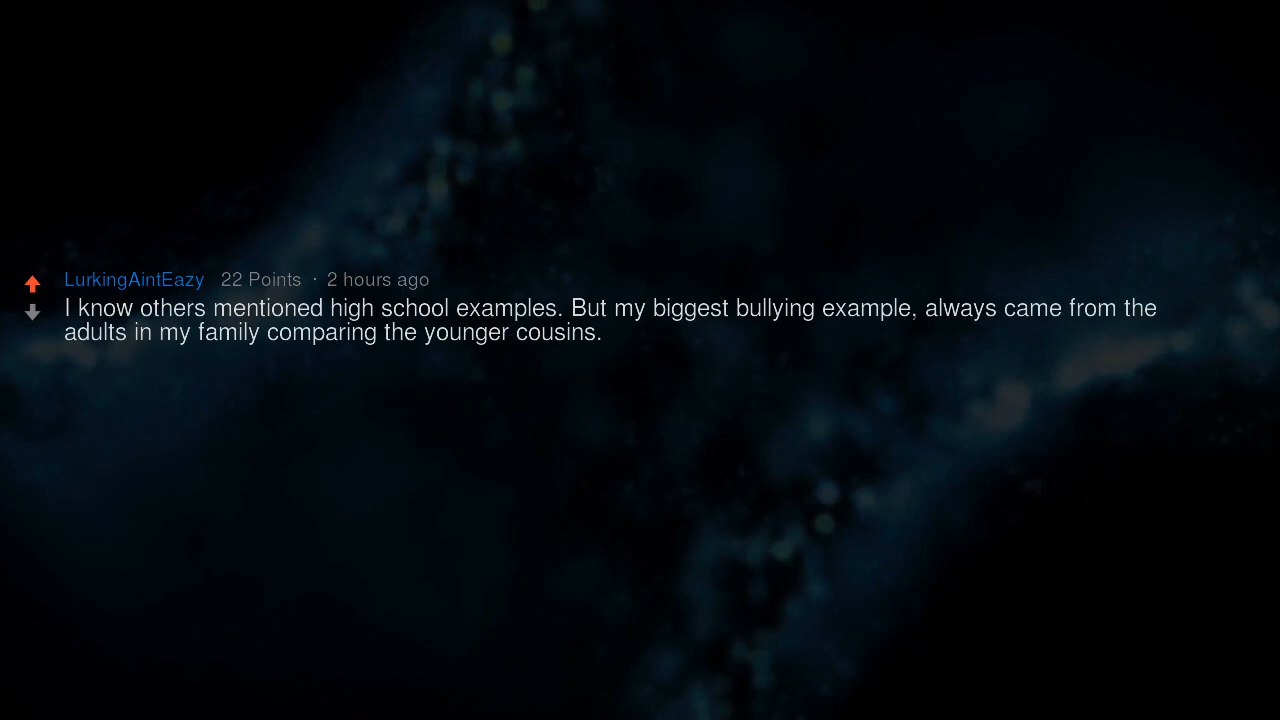 LurkingAintEazy 22 Points · 2 hours ago
I know others mentioned high school examples. But my biggest bullying example, always came from the
adults in my family comparing the younger cousins.